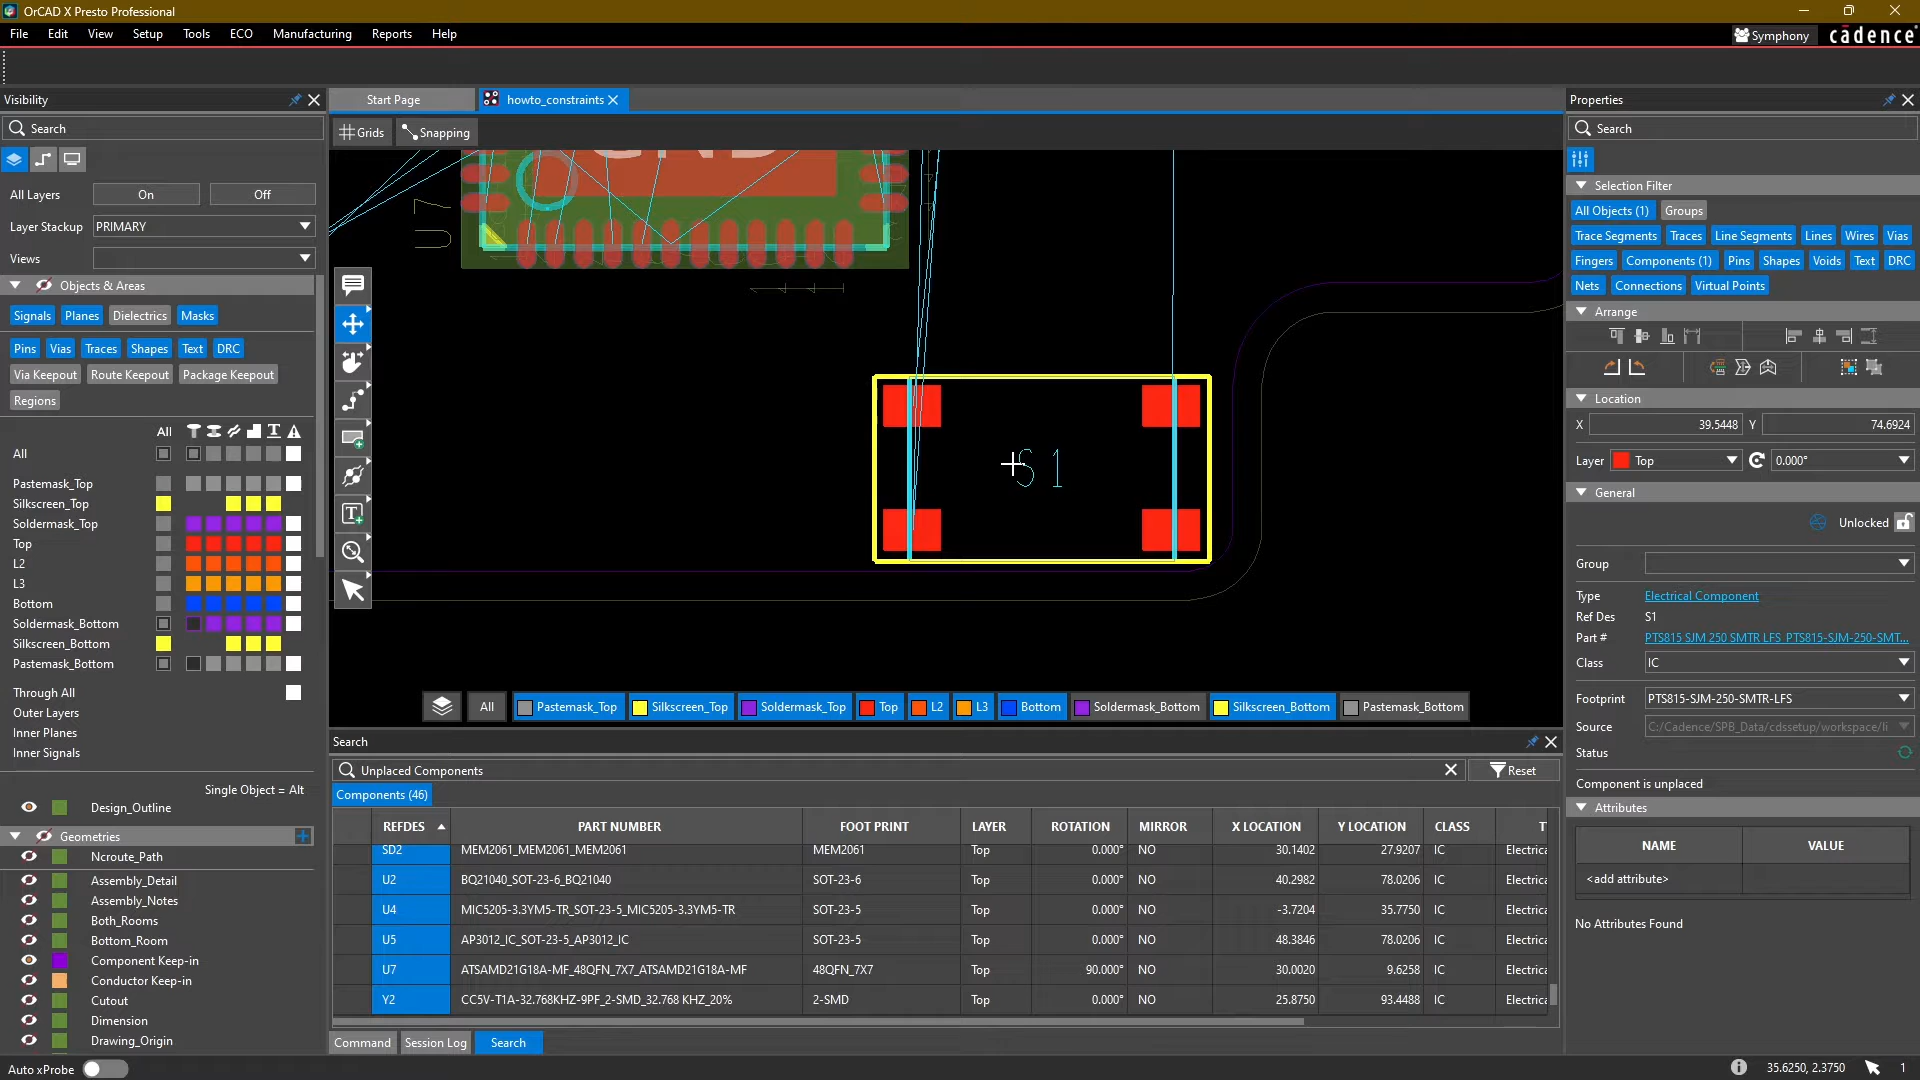 OrCAD X Presto Professional
File Edit View Setup Tools ECO Manufacturing Reports Help
Symphony cādence
Visibility
Search
All Layers On Off
Layer Stackup PRIMARY
Views
Objects & Areas
Signals Planes Dielectrics Masks
Pins Vias Traces Shapes Text DRC
Via Keepout Route Keepout Package Keepout
Regions
All
All
Pastemask_Top
Silkscreen_Top
Soldermask_Top
Top
L2
L3
Bottom
Soldermask_Bottom
Silkscreen_Bottom
Pastemask_Bottom
Through All
Outer Layers
Inner Planes
Inner Signals
Single Object = Alt
Design_Outline
Geometries
Ncroute_Path
Assembly_Detail
Assembly_Notes
Both_Rooms
Bottom_Room
Component Keep-in
Conductor Keep-in
Cutout
Dimension
Drawing_Origin
Auto xProbe
Start Page howto_constraints
Grids Snapping
GND
U7
S1
All Pastemask_Top Silkscreen_Top Soldermask_Top Top L2 L3 Bottom Soldermask_Bottom Silkscreen_Bottom Pastemask_Bottom
Search
Unplaced Components Reset
Components (46)
REFDES PART NUMBER FOOT PRINT LAYER ROTATION MIRROR X LOCATION Y LOCATION CLASS T
SD2 MEM2061_MEM2061_MEM2061 MEM2061 Top 0.000° NO 30.1402 27.9207 IC Electrica
U2 BQ21040_SOT-23-6_BQ21040 SOT-23-6 Top 0.000° NO 40.2982 78.0206 IC Electrica
U4 MIC5205-3.3YM5-TR_SOT-23-5_MIC5205-3.3YM5-TR SOT-23-5 Top 0.000° NO -3.7204 35.7750 IC Electrica
U5 AP3012_IC_SOT-23-5_AP3012_IC SOT-23-5 Top 0.000° NO 48.3846 78.0206 IC Electrica
U7 ATSAMD21G18A-MF_48QFN_7X7_ATSAMD21G18A-MF 48QFN_7X7 Top 90.000° NO 30.0020 9.6258 IC Electrica
Y2 CC5V-T1A-32.768KHZ-9PF_2-SMD_32.768 KHZ_20% 2-SMD Top 0.000° NO 25.8750 93.4488 IC Electrica
Command Session Log Search
Properties
Search
Selection Filter
All Objects (1) Groups
Trace Segments Traces Line Segments Lines Wires Vias
Fingers Components (1) Pins Shapes Voids Text DRC
Nets Connections Virtual Points
Arrange
Location
X 39.5448 Y 74.6924
Layer Top 0.000°
General
Unlocked
Group
Type Electrical Component
Ref Des S1
Part # PTS815 SJM 250 SMTR LFS_PTS815-SJM-250-SMT...
Class IC
Footprint PTS815-SJM-250-SMTR-LFS
Source C:/Cadence/SPB_Data/cdssetup/workspace/li
Status
Component is unplaced
Attributes
NAME VALUE
<add attribute>
No Attributes Found
35.6250, 2.3750 1